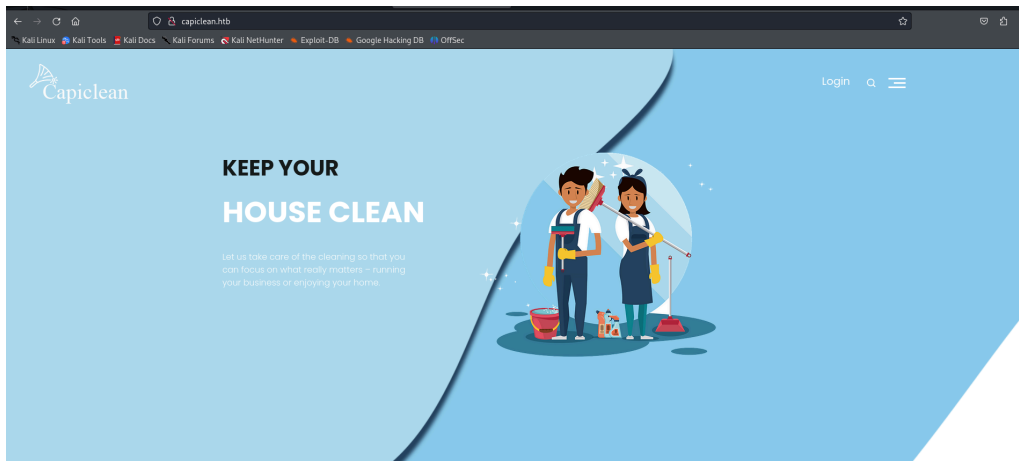 capiclean.htb
Kali Linux Kali Tools Kali Docs Kali Forums Kali NetHunter Exploit-DB Google Hacking DB OffSec
Capiclean
Login
KEEP YOUR
HOUSE CLEAN
Let us take care of the cleaning so that you
can focus on what really matters – running
your business or enjoying your home.